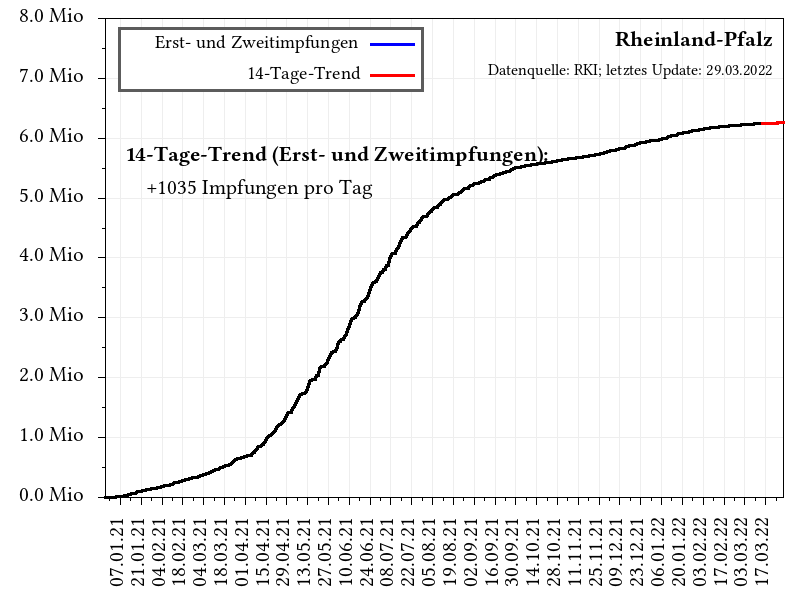 8.0 Mio
7.0 Mio
6.0 Mio
5.0 Mio
4.0 Mio
3.0 Mio
2.0 Mio
1.0 Mio
0.0 Mio
Erst- und Zweitimpfungen
14-Tage-Trend
Rheinland-Pfalz
Datenquelle: RKI; letztes Update: 29.03.2022
14-Tage-Trend (Erst- und Zweitimpfungen):
+1035 Impfungen pro Tag
07.01.21
21.01.21
04.02.21
18.02.21
04.03.21
18.03.21
01.04.21
15.04.21
29.04.21
13.05.21
27.05.21
10.06.21
24.06.21
08.07.21
22.07.21
05.08.21
19.08.21
02.09.21
16.09.21
30.09.21
14.10.21
28.10.21
11.11.21
25.11.21
09.12.21
23.12.21
06.01.22
20.01.22
03.02.22
17.02.22
03.03.22
17.03.22